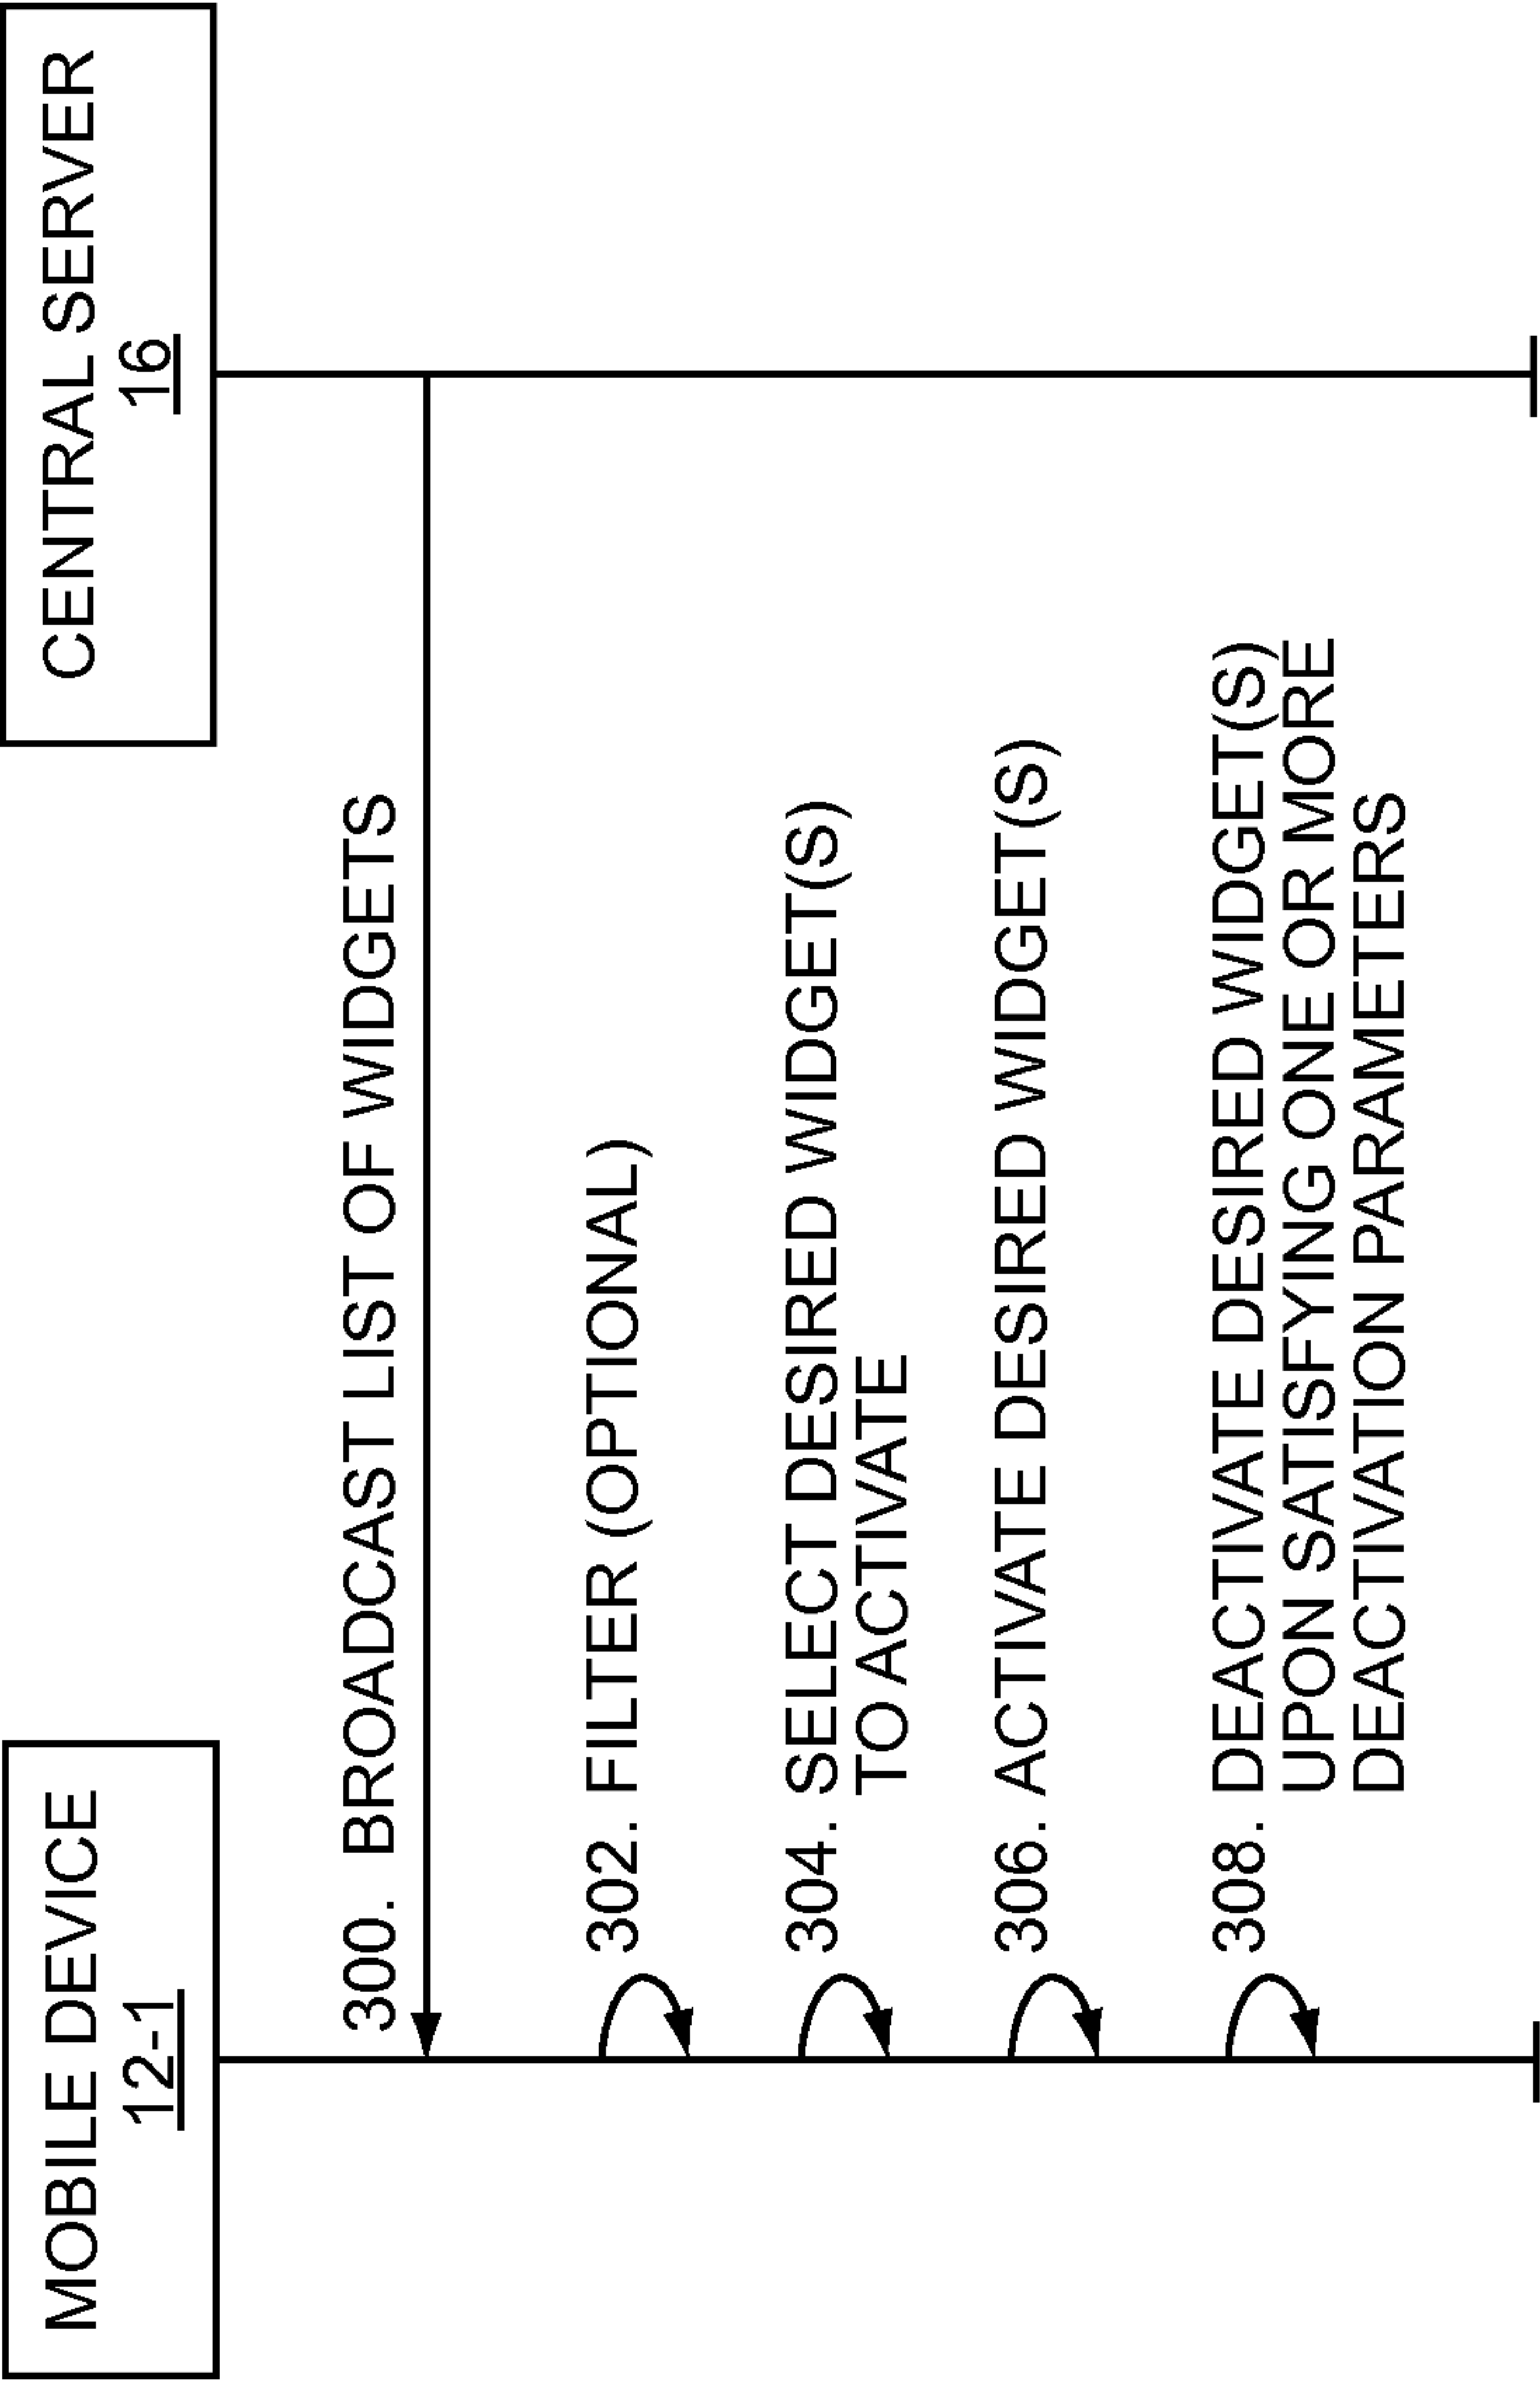 MOBILE DEVICE
12-1
CENTRAL SERVER
16
300. BROADCAST LIST OF WIDGETS
302. FILTER (OPTIONAL)
304. SELECT DESIRED WIDGET(S)
TO ACTIVATE
306. ACTIVATE DESIRED WIDGET(S)
308. DEACTIVATE DESIRED WIDGET(S)
UPON SATISFYING ONE OR MORE
DEACTIVATION PARAMETERS